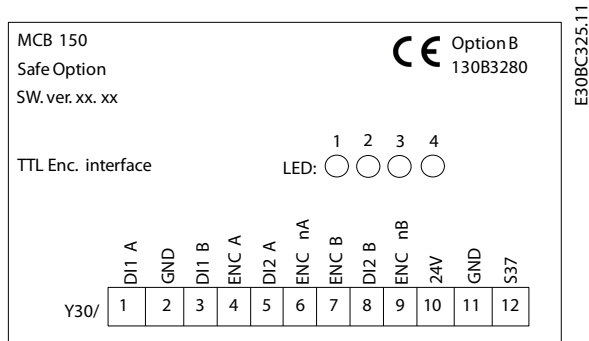 MCB 150
Safe Option
SW. ver. xx. xx
CE Option B
130B3280
E30BC325.11
1 2 3 4
TTL Enc. interface LED:
DI1 A GND DI1 B ENC A DI2 A ENC nA ENC B DI2 B ENC nB 24V GND S37
Y30/ 1 2 3 4 5 6 7 8 9 10 11 12